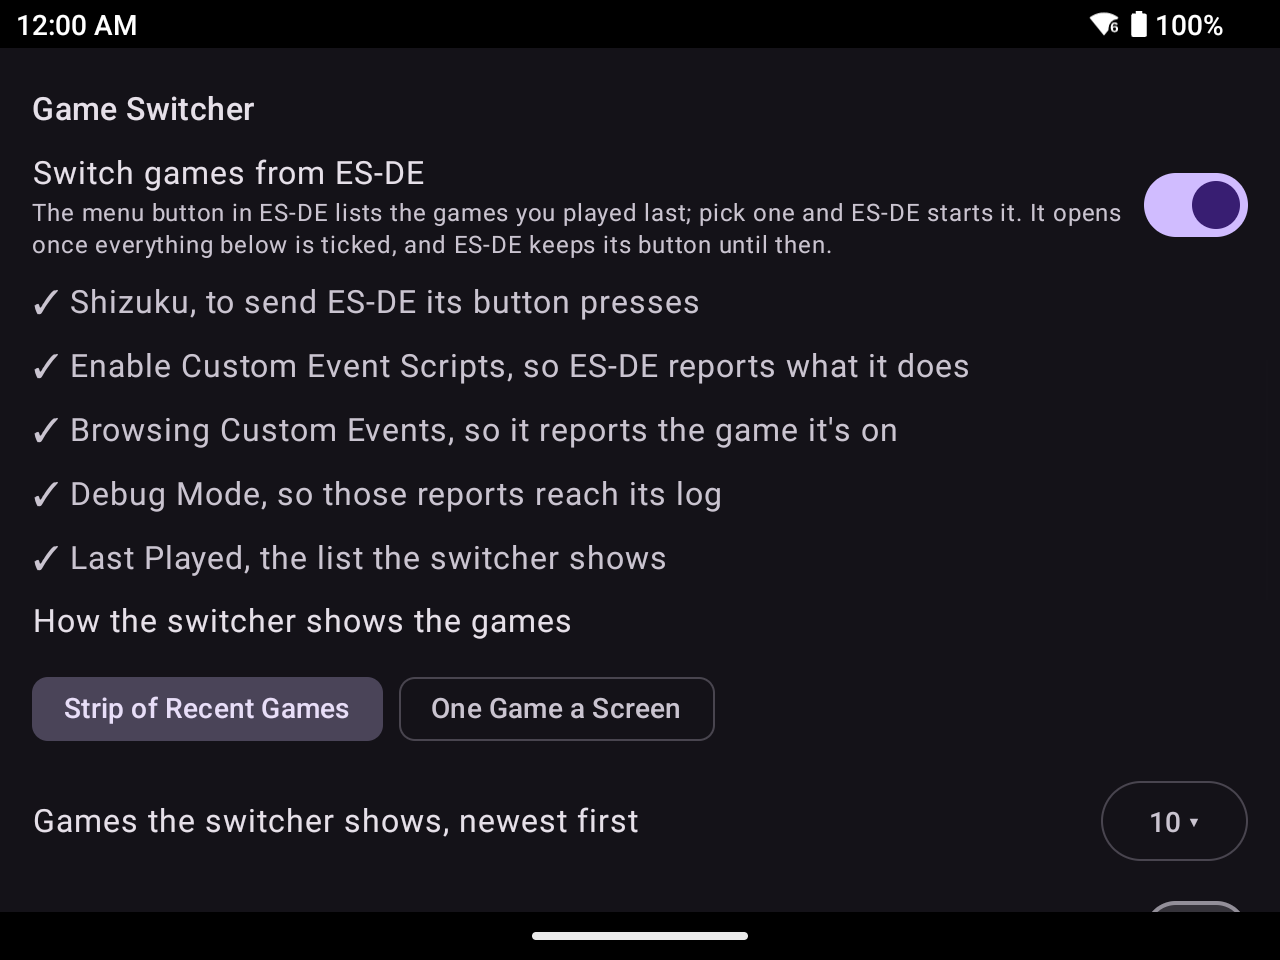 12:00 AM
6
100%
Game Switcher
Switch games from ES-DE
The menu button in ES-DE lists the games you played last; pick one and ES-DE starts it. It opens
once everything below is ticked, and ES-DE keeps its button until then.
✓ Shizuku, to send ES-DE its button presses
✓ Enable Custom Event Scripts, so ES-DE reports what it does
✓ Browsing Custom Events, so it reports the game it's on
✓ Debug Mode, so those reports reach its log
✓ Last Played, the list the switcher shows
How the switcher shows the games
Strip of Recent Games
One Game a Screen
Games the switcher shows, newest first
10 ▾